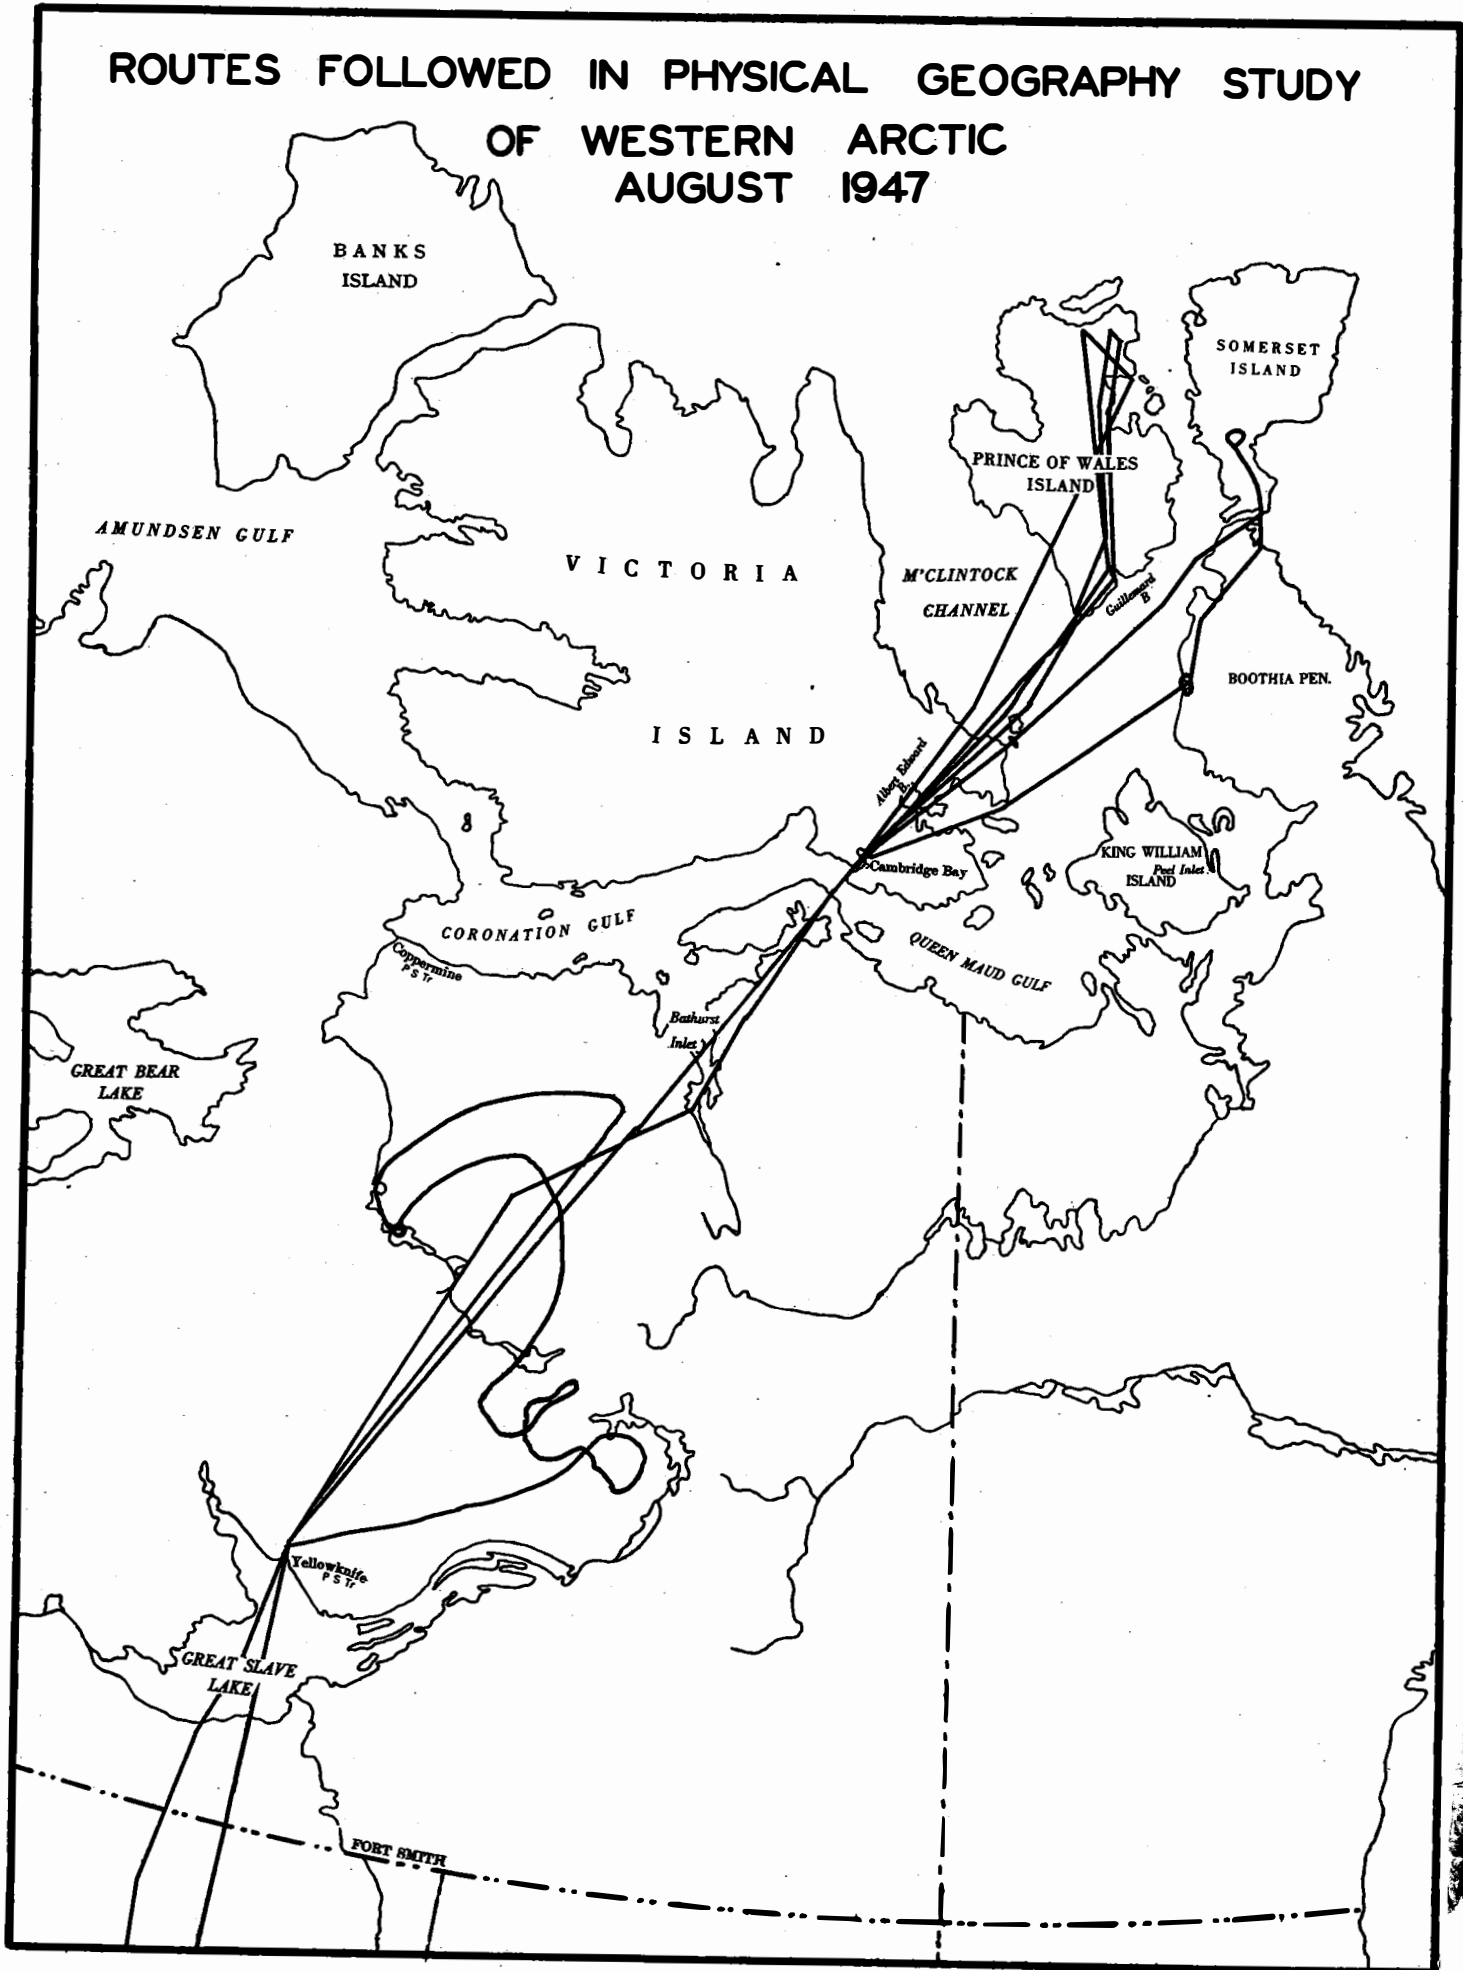 ROUTES FOLLOWED IN PHYSICAL GEOGRAPHY STUDY
OF WESTERN ARCTIC
AUGUST 1947
BANKS
ISLAND
SOMERSET
ISLAND
PRINCE OF WALES
ISLAND
AMUNDSEN GULF
VICTORIA
M'CLINTOCK
CHANNEL
Guillemard
B.
BOOTHIA PEN.
ISLAND
Albert Edward
B.
KING WILLIAM
Peel Inlet
ISLAND
Cambridge Bay
CORONATION GULF
QUEEN MAUD GULF
Coppermine
P S Tr
Bathurst
Inlet
GREAT BEAR
LAKE
Yellowknife
P S Tr
GREAT SLAVE
LAKE
FORT SMITH